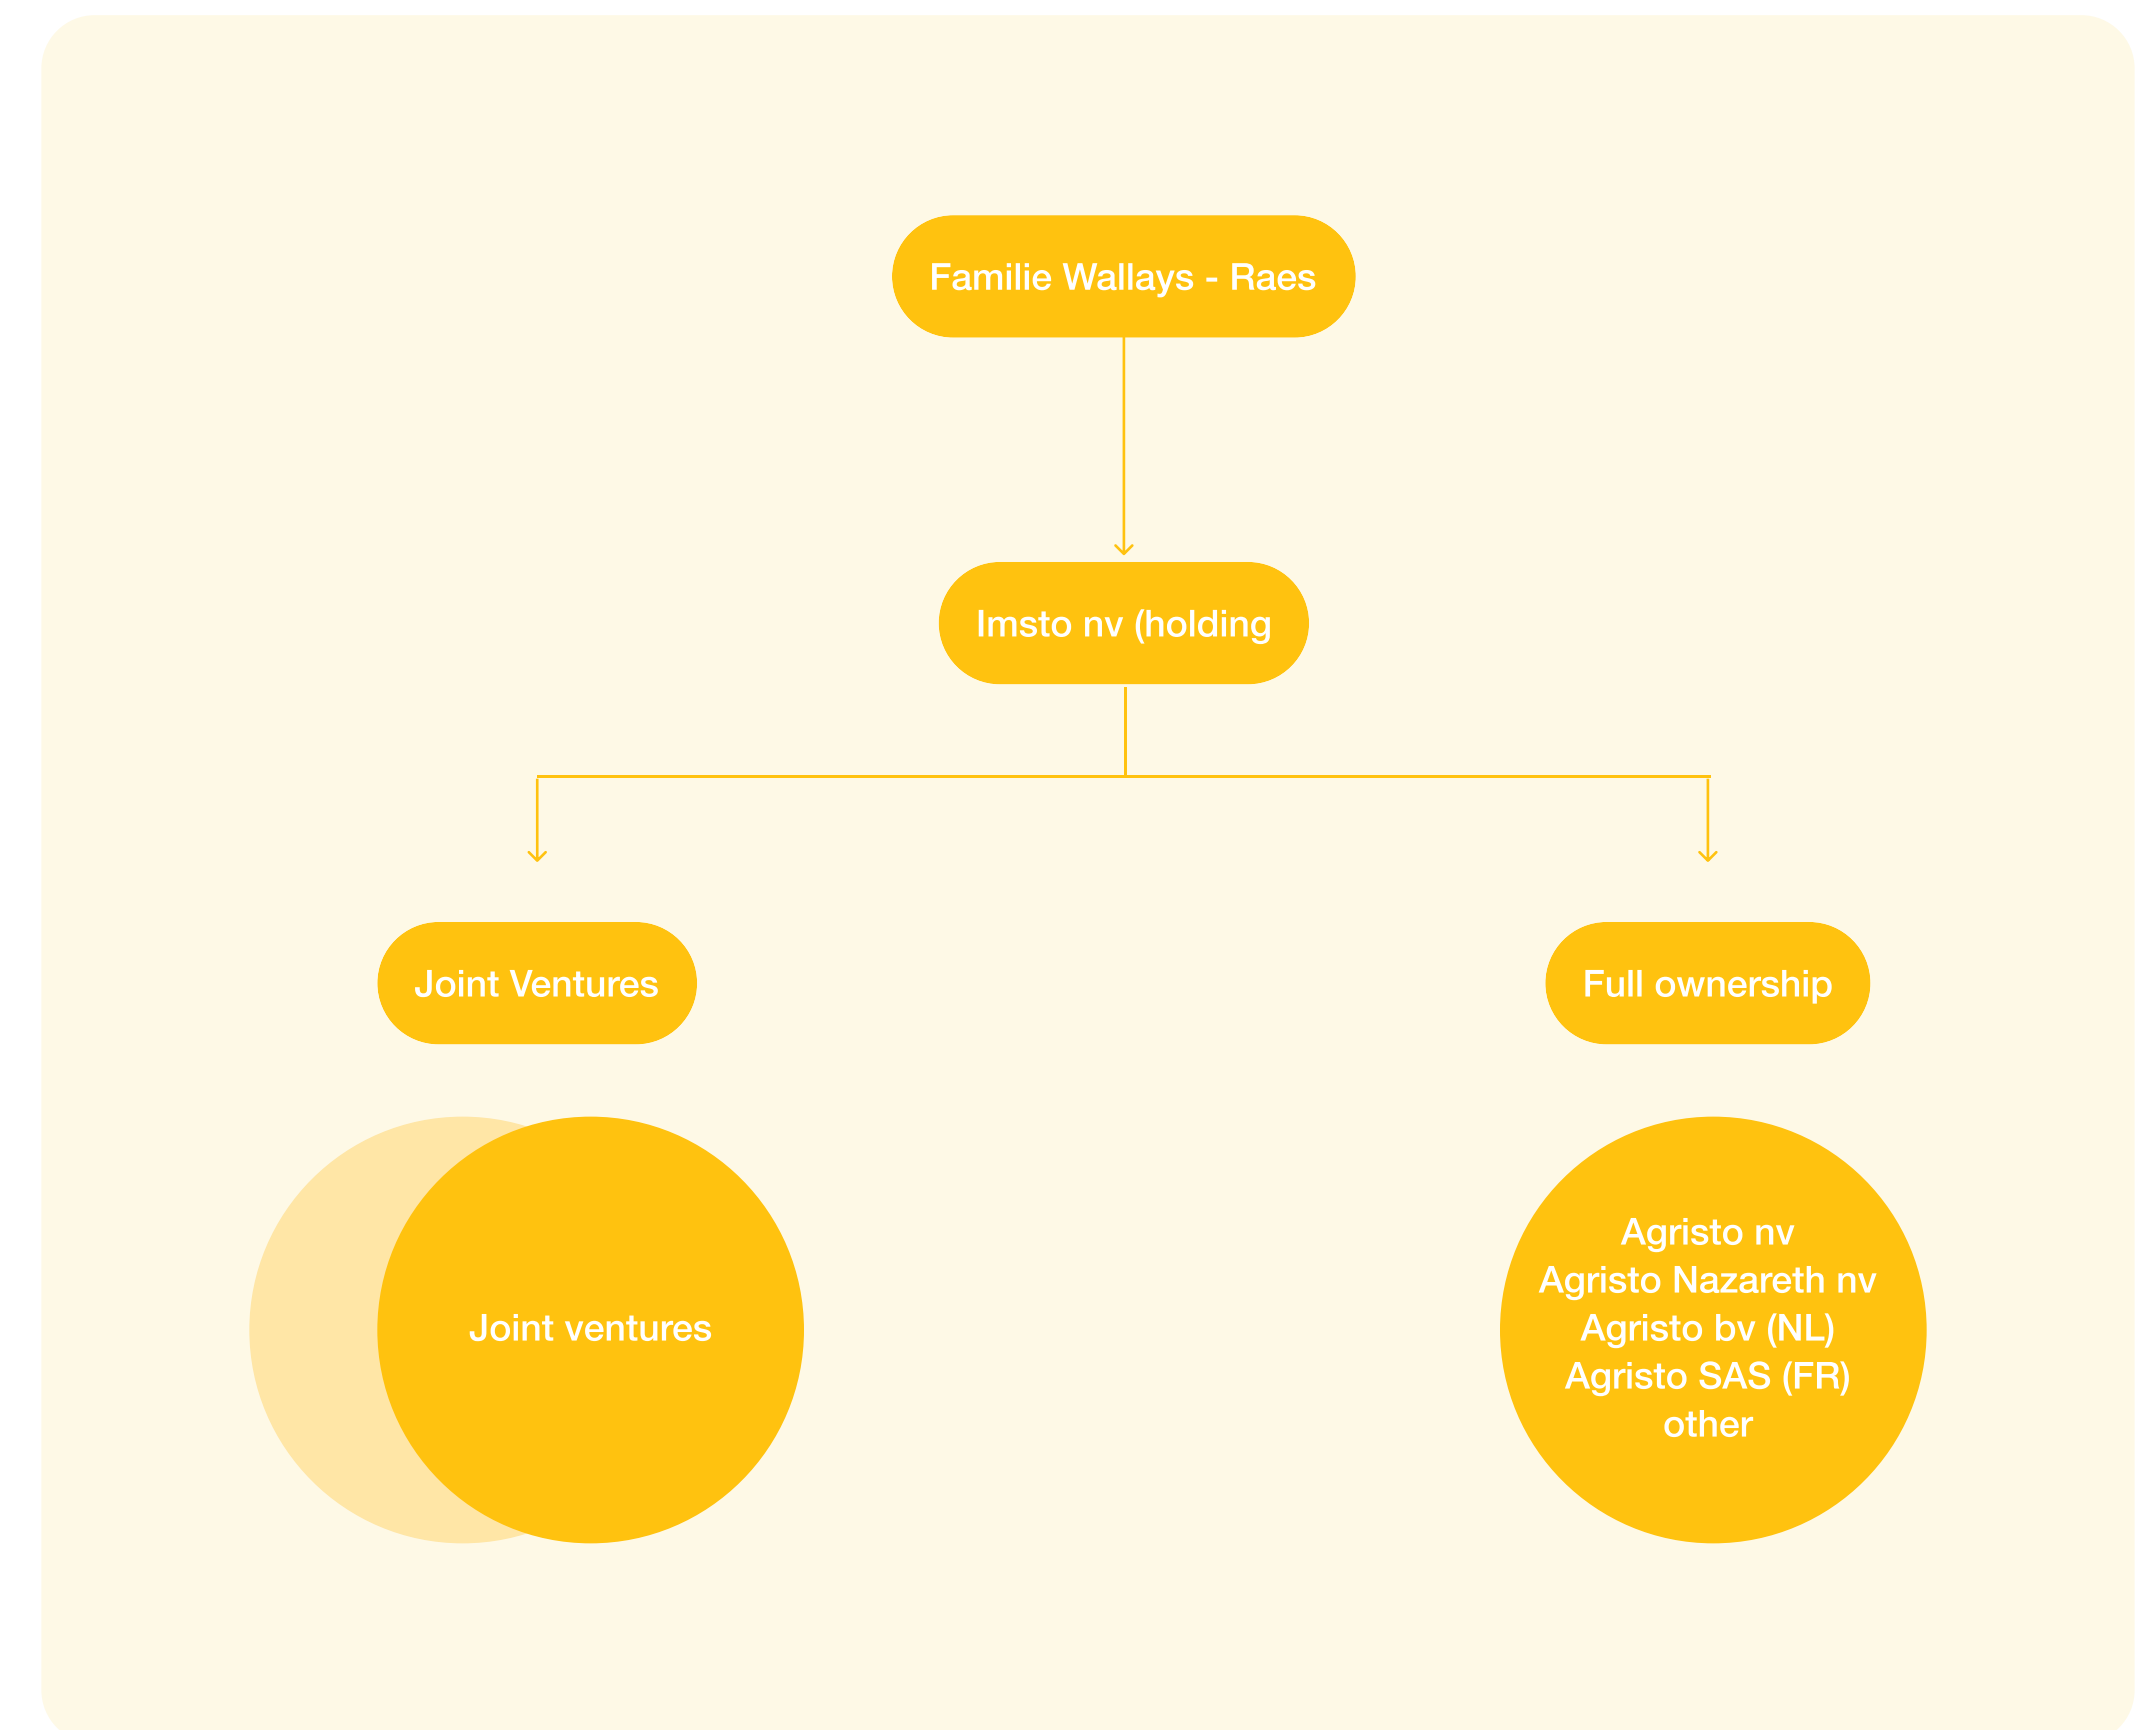 Familie Wallays - Raes
Imsto nv (holding
Joint Ventures
Full ownership
Joint ventures
Agristo nv
Agristo Nazareth nv
Agristo bv (NL)
Agristo SAS (FR)
other